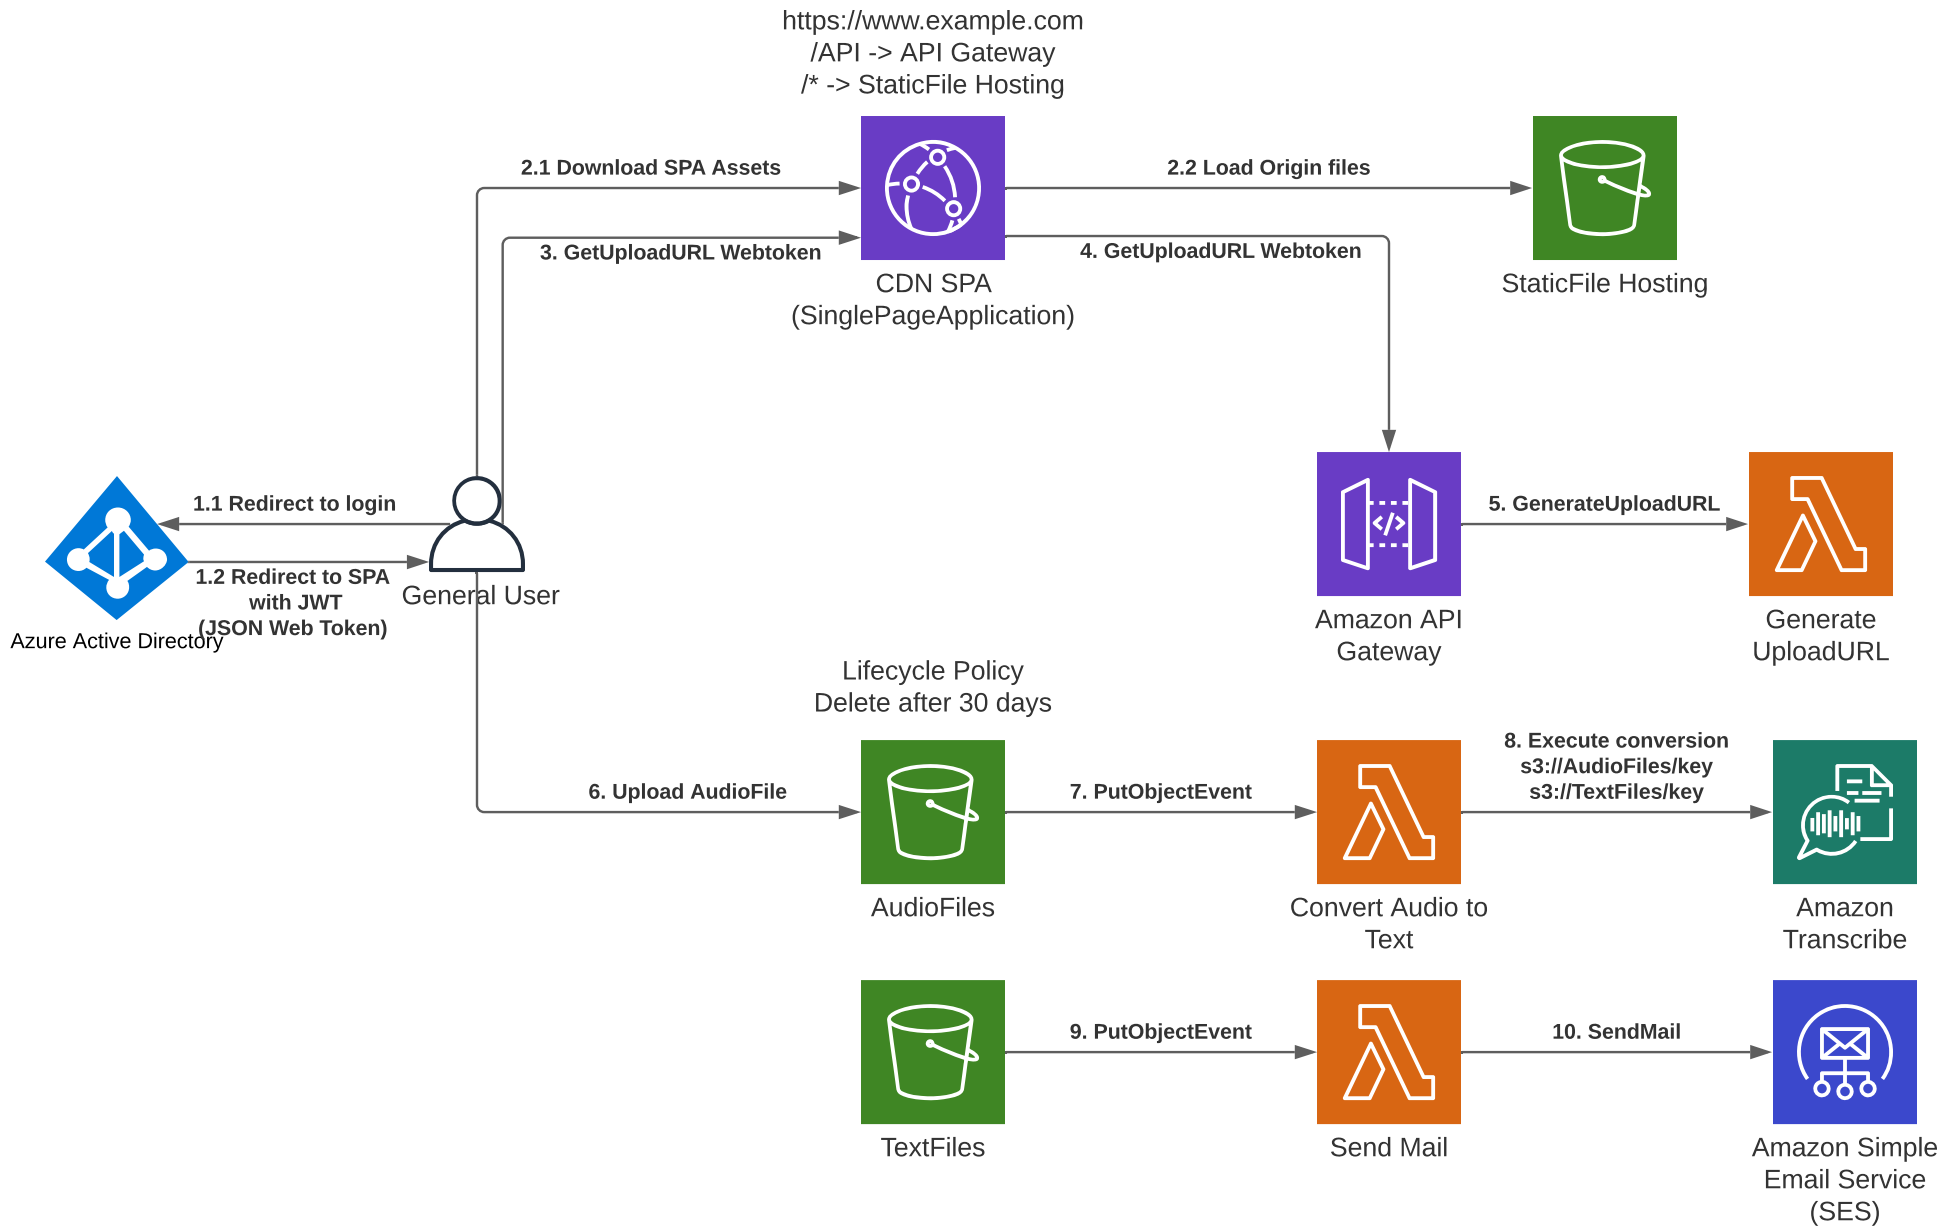 https://www.example.com
/API -> API Gateway
/* -> StaticFile Hosting
2.1 Download SPA Assets
2.2 Load Origin files
3. GetUploadURL Webtoken
4. GetUploadURL Webtoken
CDN SPA
(SinglePageApplication)
StaticFile Hosting
1.1 Redirect to login
1.2 Redirect to SPA
with JWT
(JSON Web Token)
Azure Active Directory
General User
5. GenerateUploadURL
Amazon API
Gateway
Generate
UploadURL
Lifecycle Policy
Delete after 30 days
6. Upload AudioFile
7. PutObjectEvent
8. Execute conversion
s3://AudioFiles/key
s3://TextFiles/key
AudioFiles
Convert Audio to
Text
Amazon
Transcribe
9. PutObjectEvent
10. SendMail
TextFiles
Send Mail
Amazon Simple
Email Service
(SES)